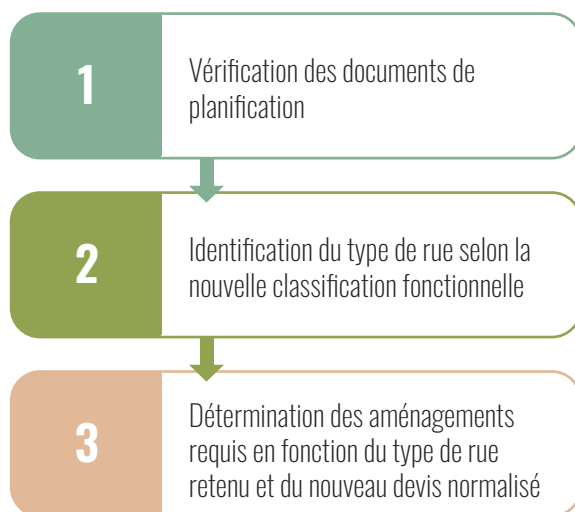 1
Vérification des documents de
planification
2
Identification du type de rue selon la
nouvelle classification fonctionnelle
3
Détermination des aménagements
requis en fonction du type de rue
retenu et du nouveau devis normalisé